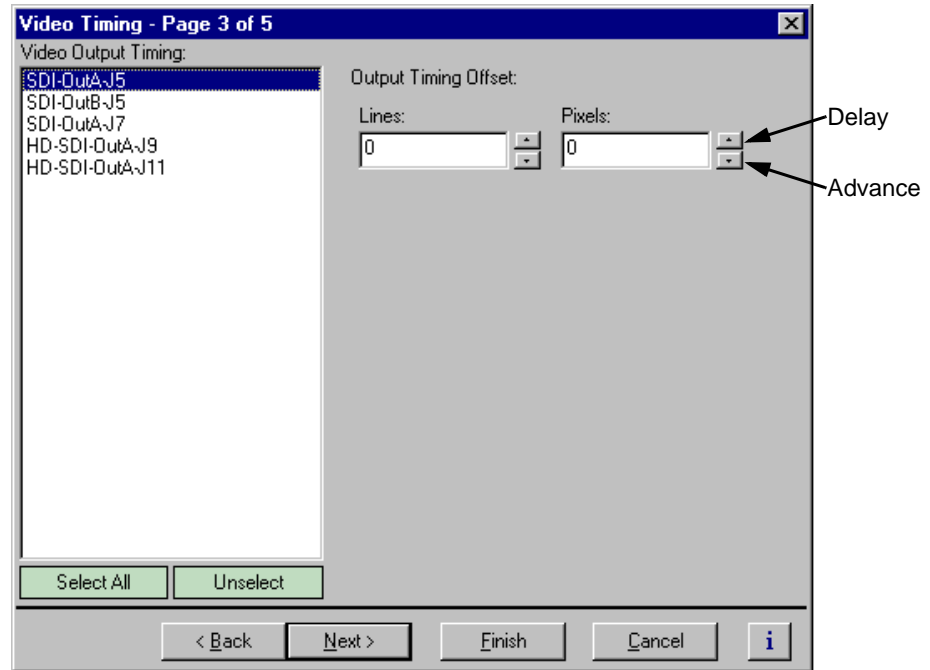 Video Timing - Page 3 of 5
Video Output Timing:
SDI-OutA-J5
SDI-OutB-J5
SDI-OutA-J7
HD-SDI-OutA-J9
HD-SDI-OutA-J11
Output Timing Offset:
Lines:
Pixels:
0
0
Delay
Advance
Select All
Unselect
< Back
Next >
Finish
Cancel
i